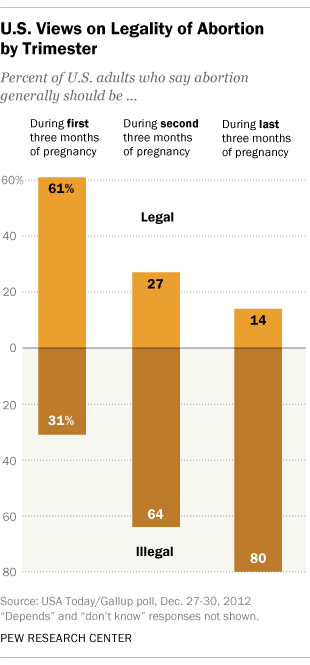 U.S. Views on Legality of Abortion
by Trimester
Percent of U.S. adults who say abortion
generally should be ...
During first
three months
of pregnancy
During second
three months
of pregnancy
During last
three months
of pregnancy
60%
40
20
0
20
40
60
80
61%
Legal
27
14
31%
64
Illegal
80
Source: USA Today/Gallup poll, Dec. 27-30, 2012
“Depends” and “don’t know” responses not shown.
PEW RESEARCH CENTER